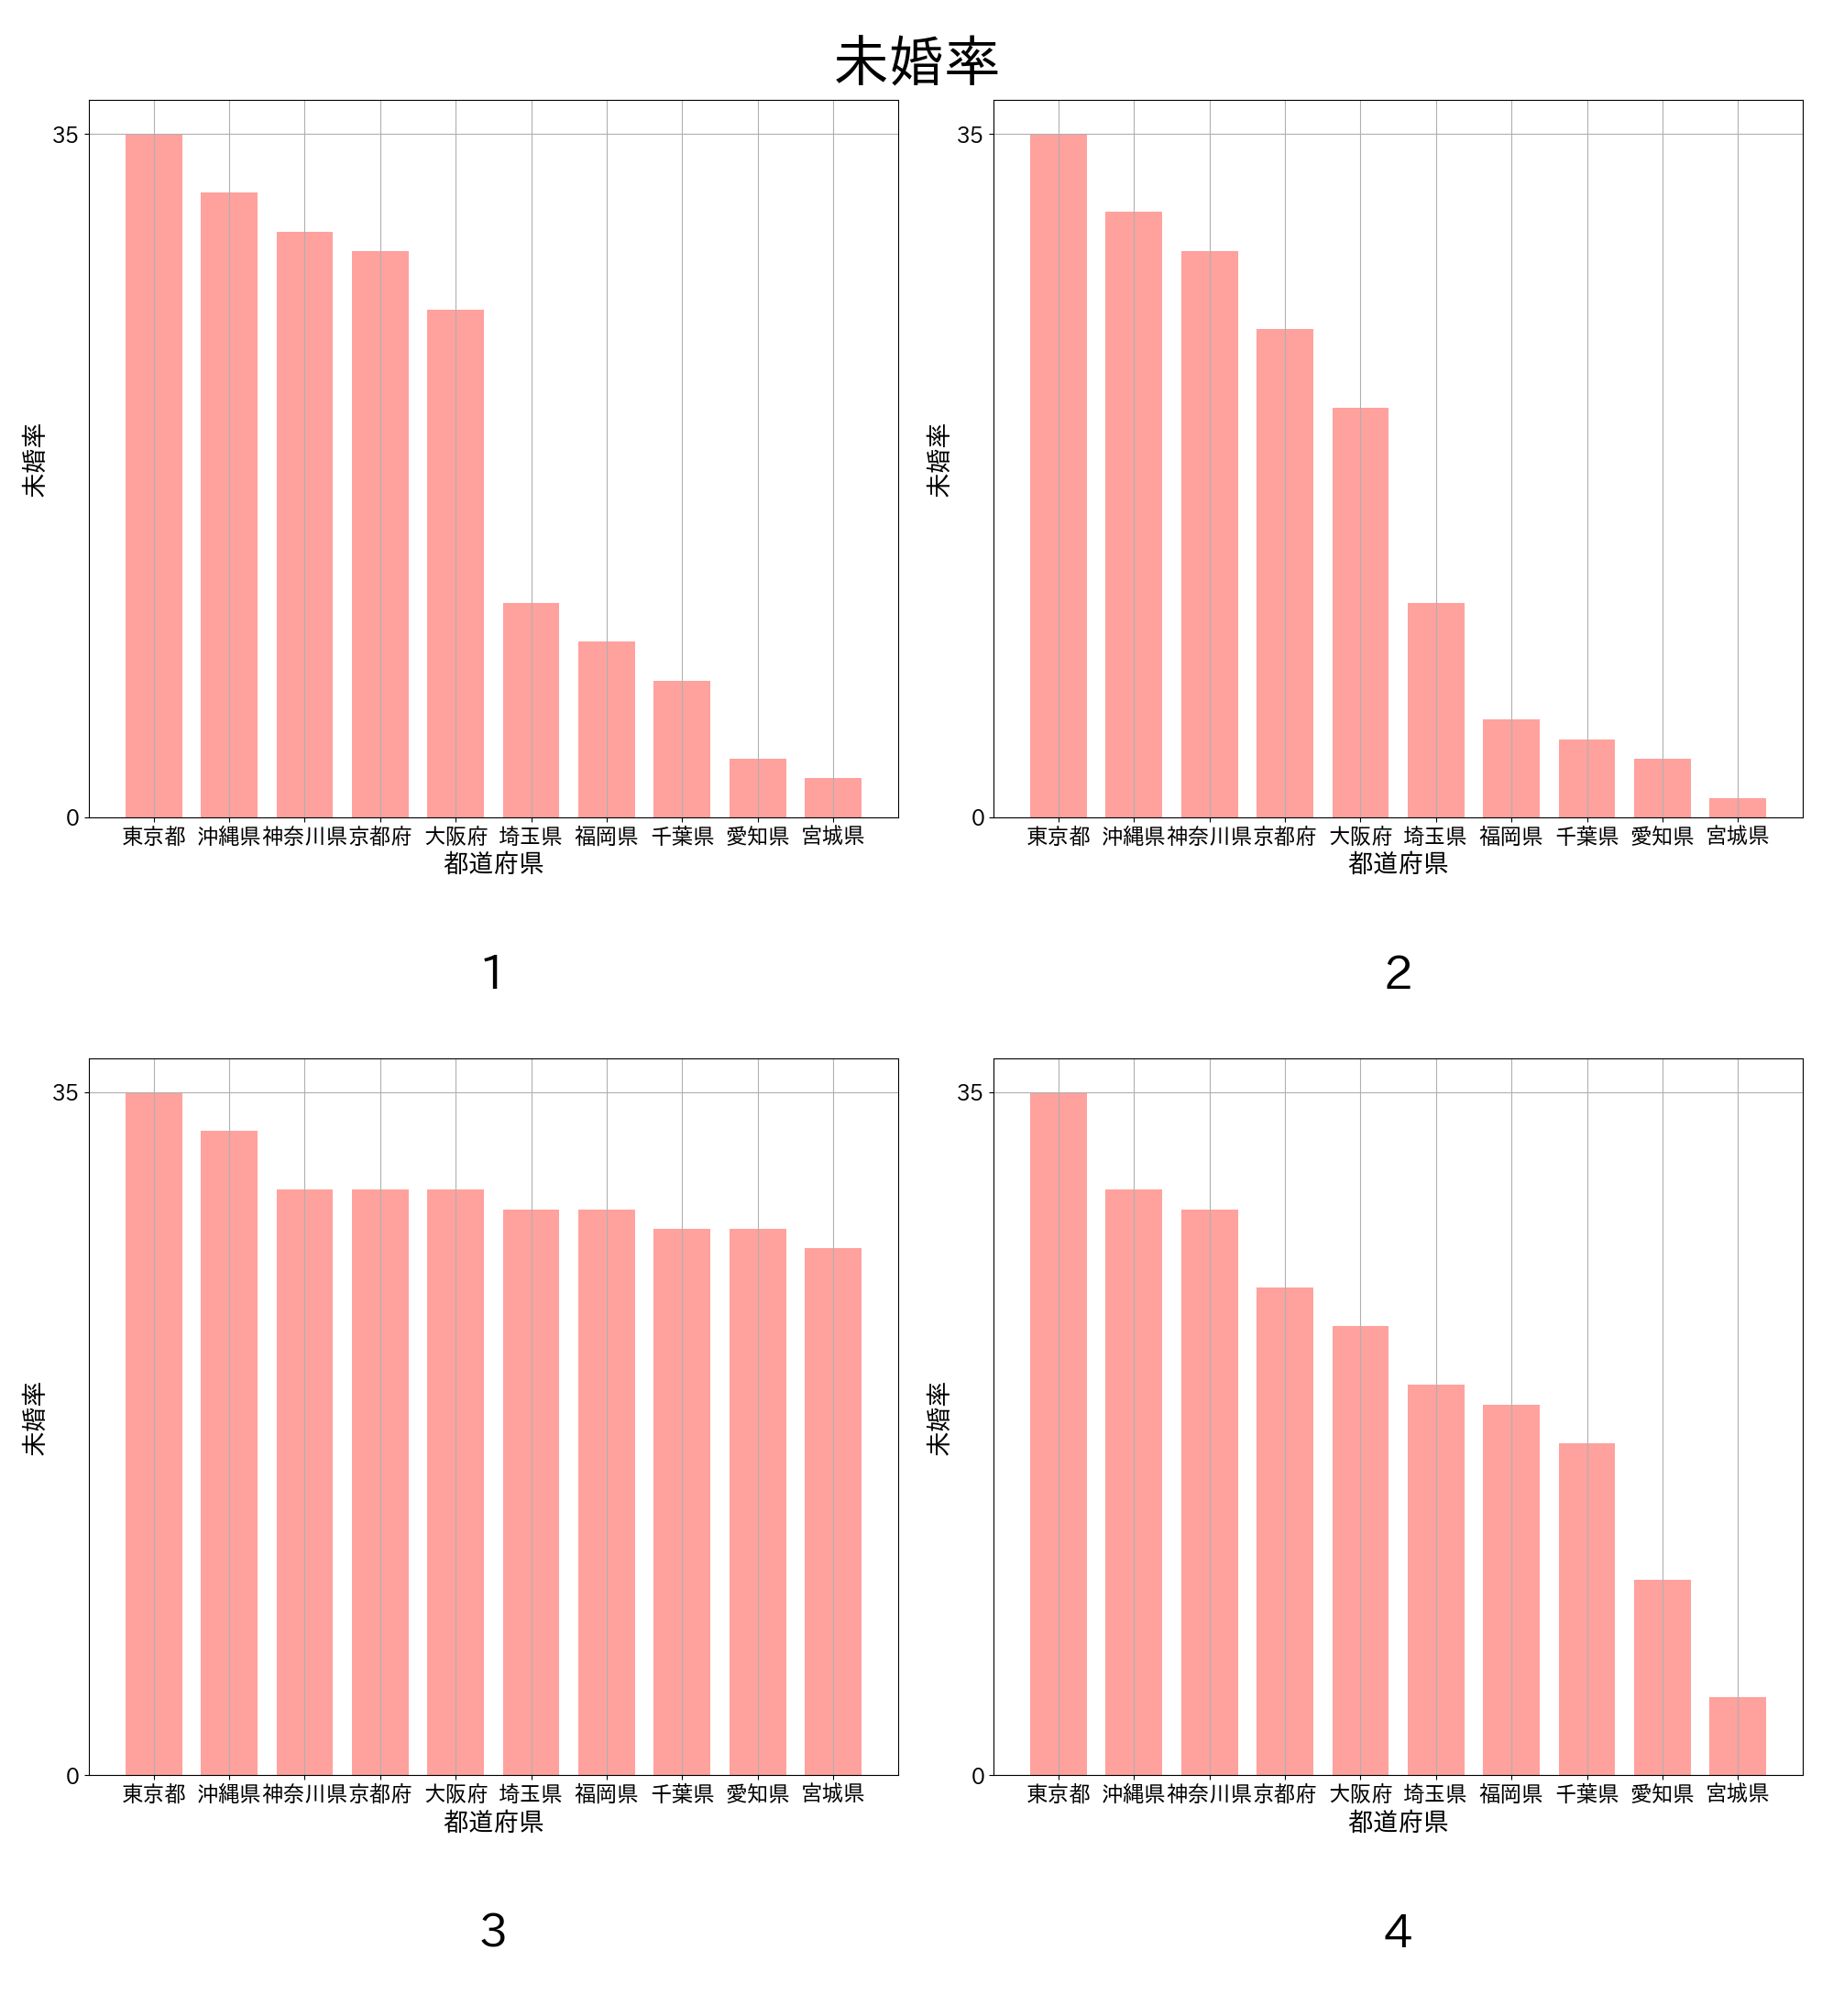 未婚率
35
0
未婚率
東京都 沖縄県 神奈川県 京都府 大阪府 埼玉県 福岡県 千葉県 愛知県 宮城県
都道府県
1
35
0
未婚率
東京都 沖縄県 神奈川県 京都府 大阪府 埼玉県 福岡県 千葉県 愛知県 宮城県
都道府県
2
35
0
未婚率
東京都 沖縄県 神奈川県 京都府 大阪府 埼玉県 福岡県 千葉県 愛知県 宮城県
都道府県
3
35
0
未婚率
東京都 沖縄県 神奈川県 京都府 大阪府 埼玉県 福岡県 千葉県 愛知県 宮城県
都道府県
4